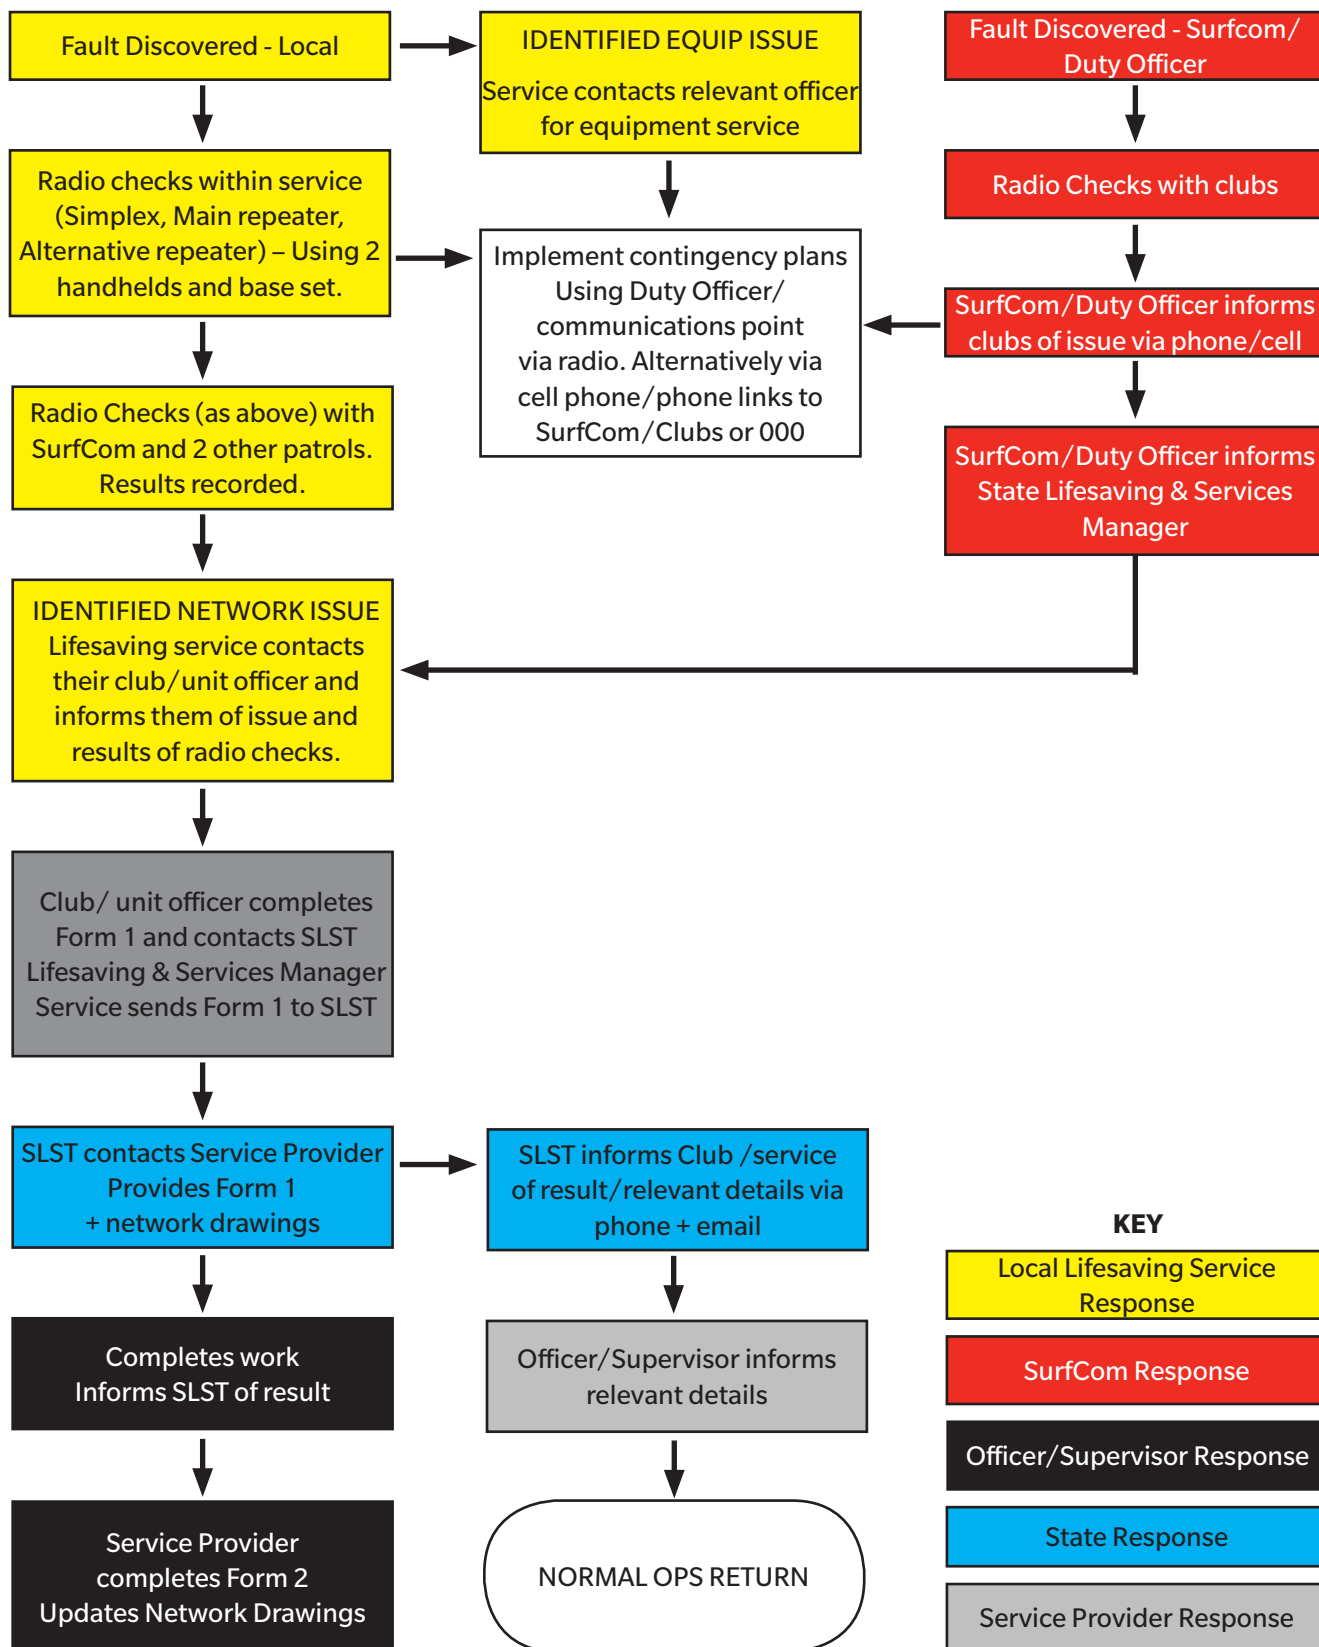 Fault Discovered - Local
IDENTIFIED EQUIP ISSUE
Service contacts relevant officer
for equipment service
Fault Discovered - Surfcom/
Duty Officer
Radio checks within service
(Simplex, Main repeater,
Alternative repeater) – Using 2
handhelds and base set.
Implement contingency plans
Using Duty Officer/
communications point
via radio. Alternatively via
cell phone/phone links to
SurfCom/Clubs or 000
Radio Checks with clubs
SurfCom/Duty Officer informs
clubs of issue via phone/cell
Radio Checks (as above) with
SurfCom and 2 other patrols.
Results recorded.
SurfCom/Duty Officer informs
State Lifesaving & Services
Manager
IDENTIFIED NETWORK ISSUE
Lifesaving service contacts
their club/unit officer and
informs them of issue and
results of radio checks.
Club/ unit officer completes
Form 1 and contacts SLST
Lifesaving & Services Manager
Service sends Form 1 to SLST
SLST contacts Service Provider
Provides Form 1
+ network drawings
SLST informs Club /service
of result/relevant details via
phone + email
Completes work
Informs SLST of result
Officer/Supervisor informs
relevant details
Service Provider
completes Form 2
Updates Network Drawings
NORMAL OPS RETURN
KEY
Local Lifesaving Service
Response
SurfCom Response
Officer/Supervisor Response
State Response
Service Provider Response